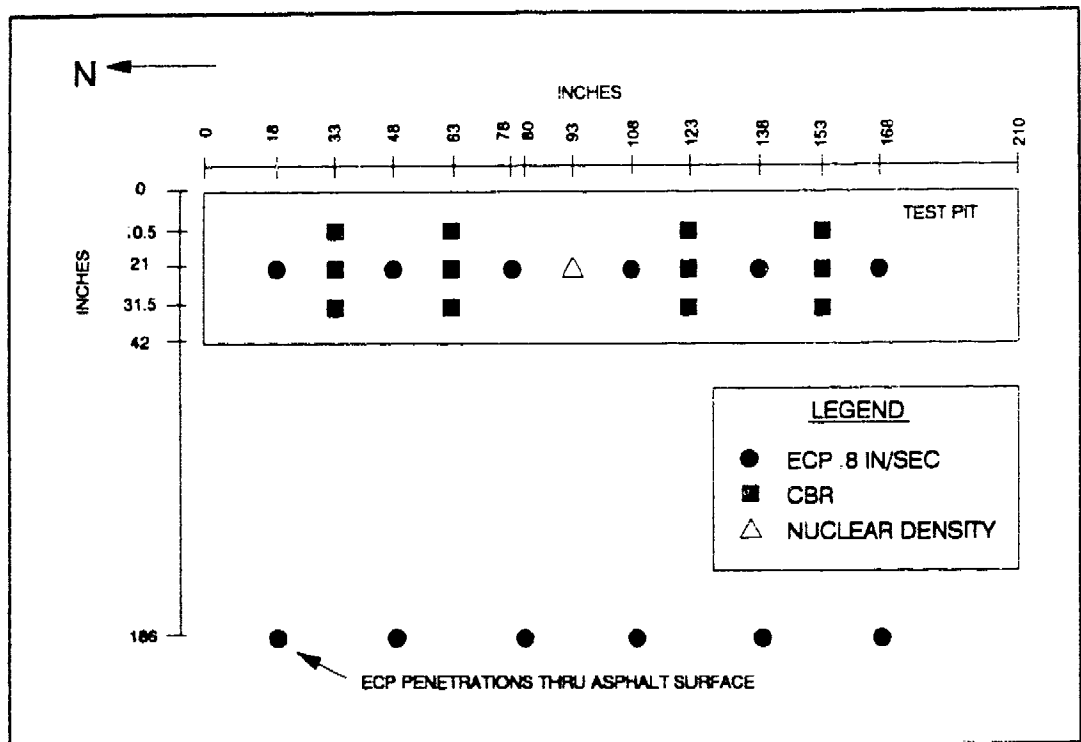 N
INCHES
0 18 33 48 63 78 80 93 108 123 138 153 168 210
0
10.5
21
31.5
42
186
INCHES
TEST PIT
LEGEND
ECP .8 IN/SEC
CBR
NUCLEAR DENSITY
ECP PENETRATIONS THRU ASPHALT SURFACE